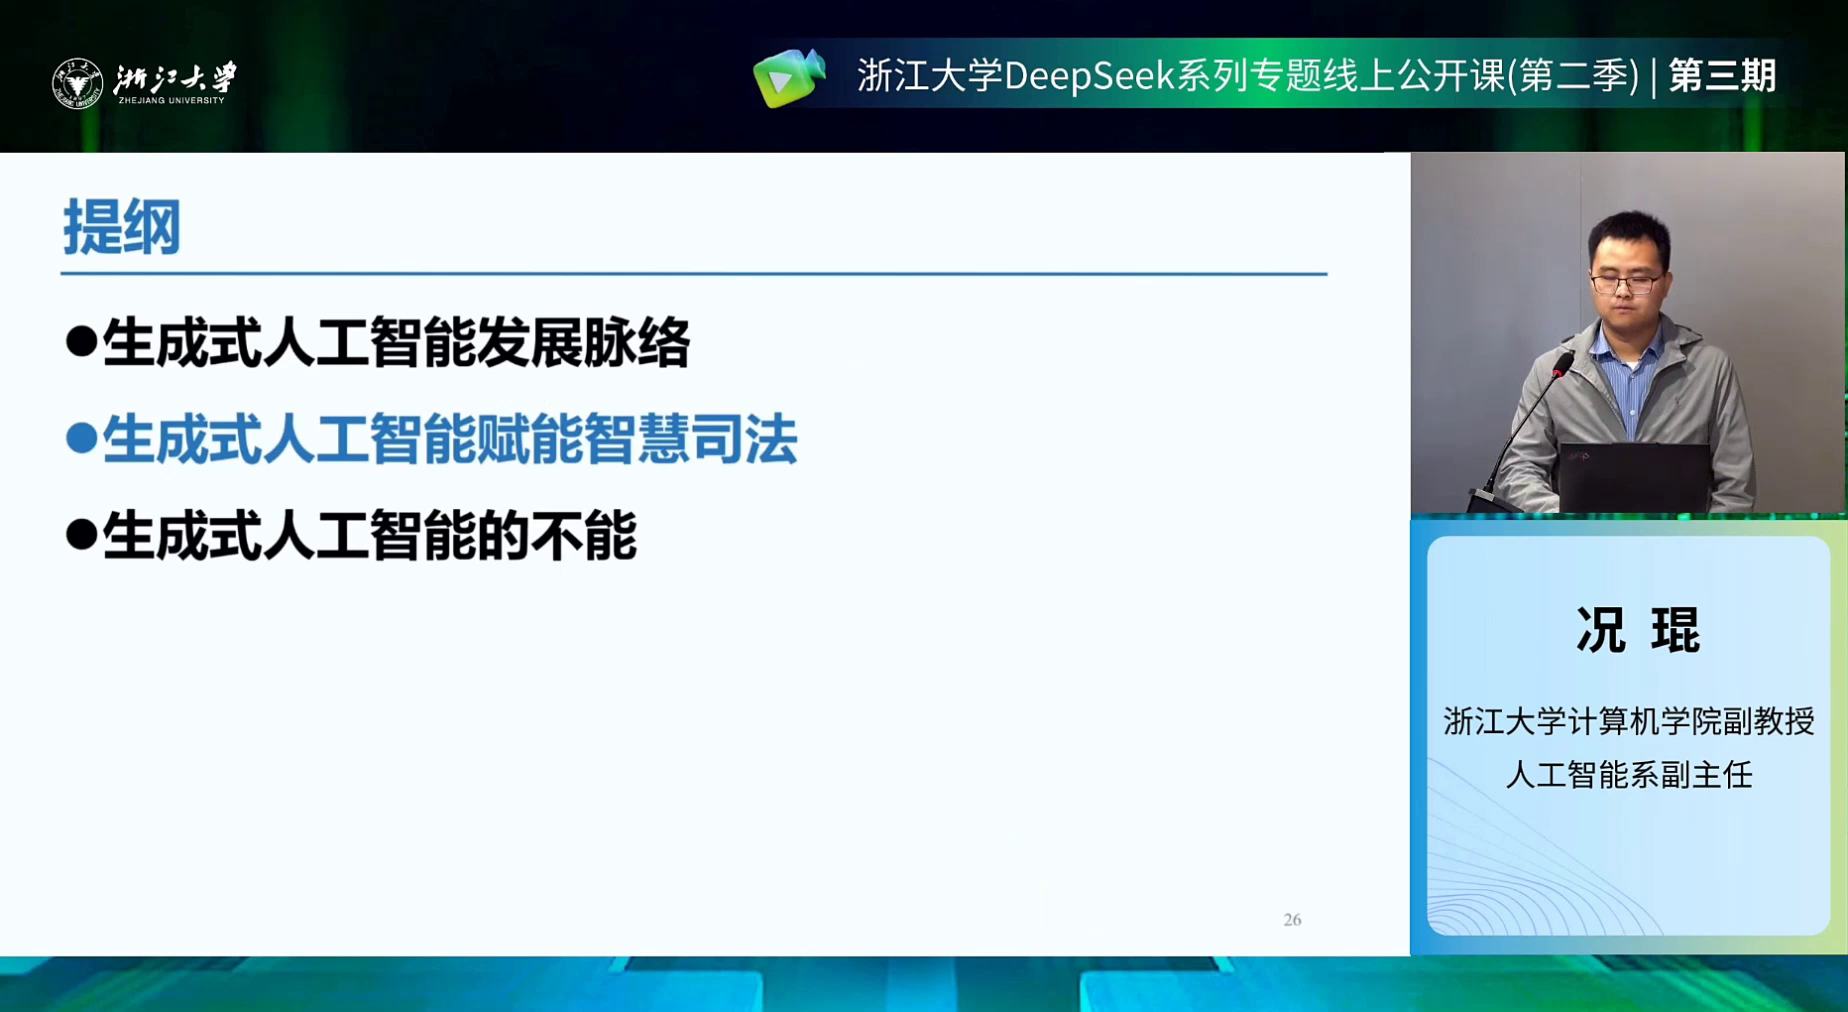 浙江大学
ZHEJIANG UNIVERSITY
浙江大学DeepSeek系列专题线上公开课(第二季) | 第三期
提纲
●生成式人工智能发展脉络
●生成式人工智能赋能智慧司法
●生成式人工智能的不能
26
况 琨
浙江大学计算机学院副教授
人工智能系副主任